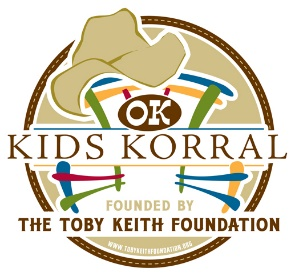 OK
KIDS KORRAL
FOUNDED BY
THE TOBY KEITH FOUNDATION
WWW.TOBYKEITHFOUNDATION.ORG